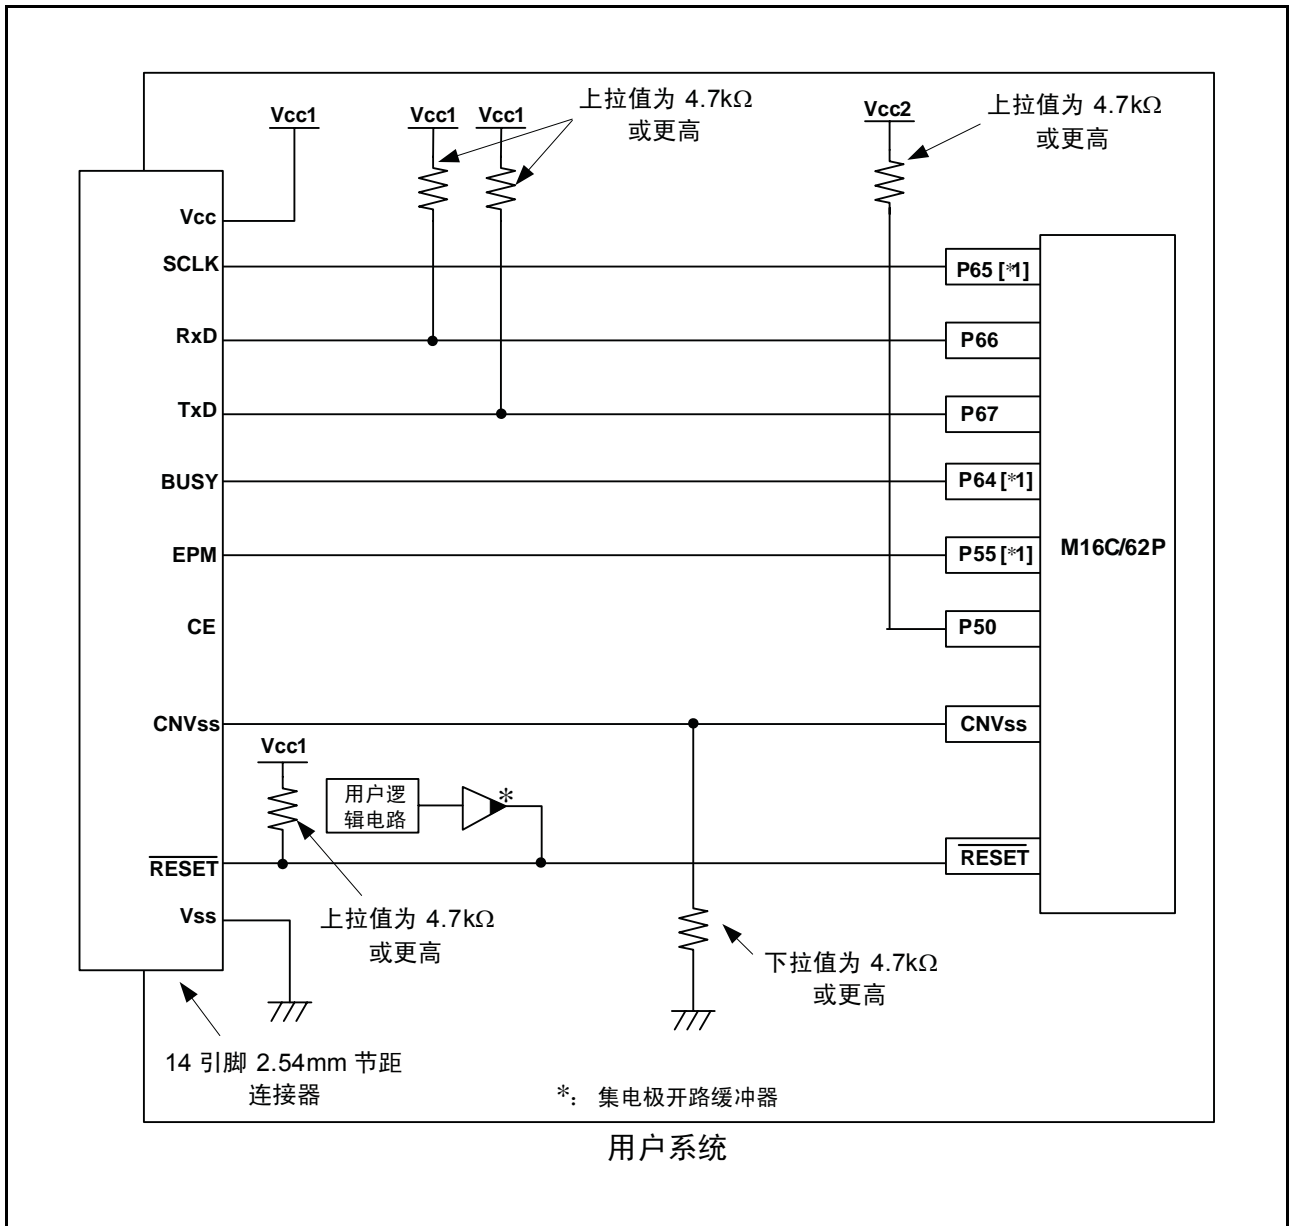 Vcc1
Vcc1
Vcc1
上拉值为 4.7kΩ
或更高
Vcc2
上拉值为 4.7kΩ
或更高
Vcc
SCLK
P65 [*1]
RxD
P66
TxD
P67
BUSY
P64 [*1]
EPM
P55 [*1]
M16C/62P
CE
P50
CNVss
CNVss
Vcc1
用户逻
辑电路
*
RESET
RESET
Vss
上拉值为 4.7kΩ
或更高
下拉值为 4.7kΩ
或更高
14 引脚 2.54mm 节距
连接器
*： 集电极开路缓冲器
用户系统